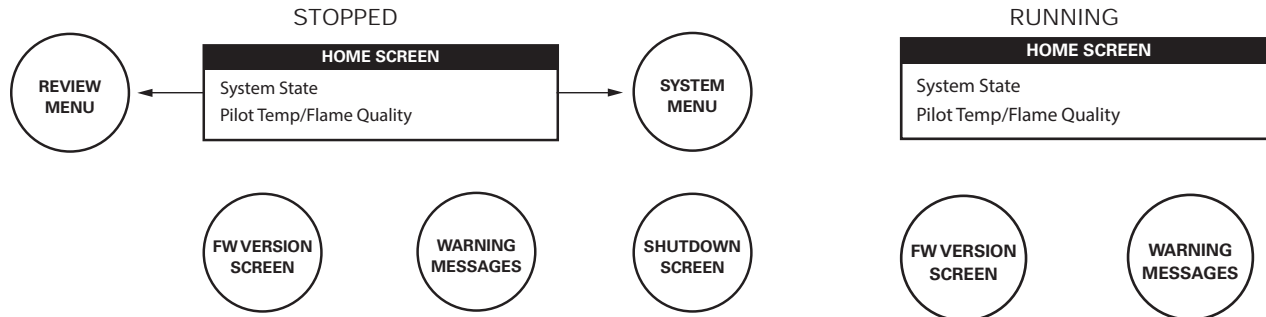 STOPPED
HOME SCREEN
System State
Pilot Temp/Flame Quality
REVIEW
MENU
SYSTEM
MENU
FW VERSION
SCREEN
WARNING
MESSAGES
SHUTDOWN
SCREEN
RUNNING
HOME SCREEN
System State
Pilot Temp/Flame Quality
FW VERSION
SCREEN
WARNING
MESSAGES